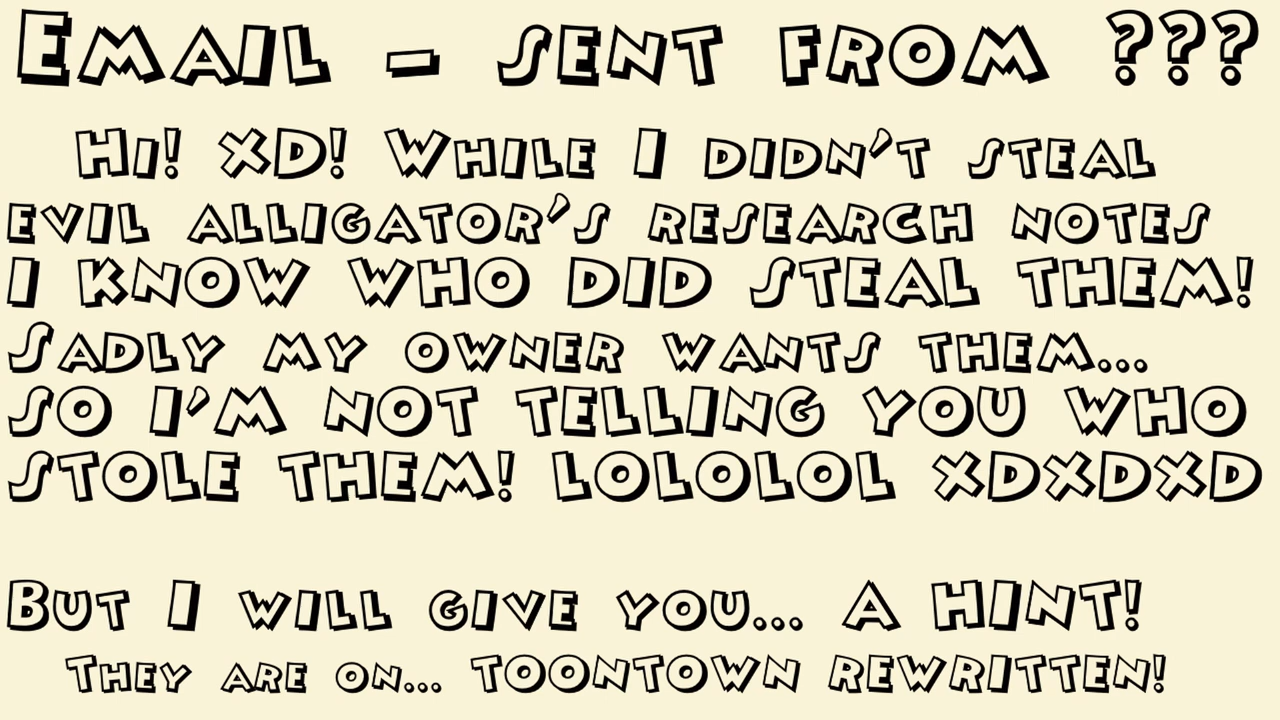 Email - sent from ???
Hi! XD! While I didn't steal
evil alligator's research notes
I KNOW WHO DID STEAL THEM!
Sadly my owner wants them...
SO I'M NOT TELLING YOU WHO
STOLE THEM! LOLOLOL XDXDXD
But I will give you... A HINT!
They are on... TOONTOWN REWRITTEN!